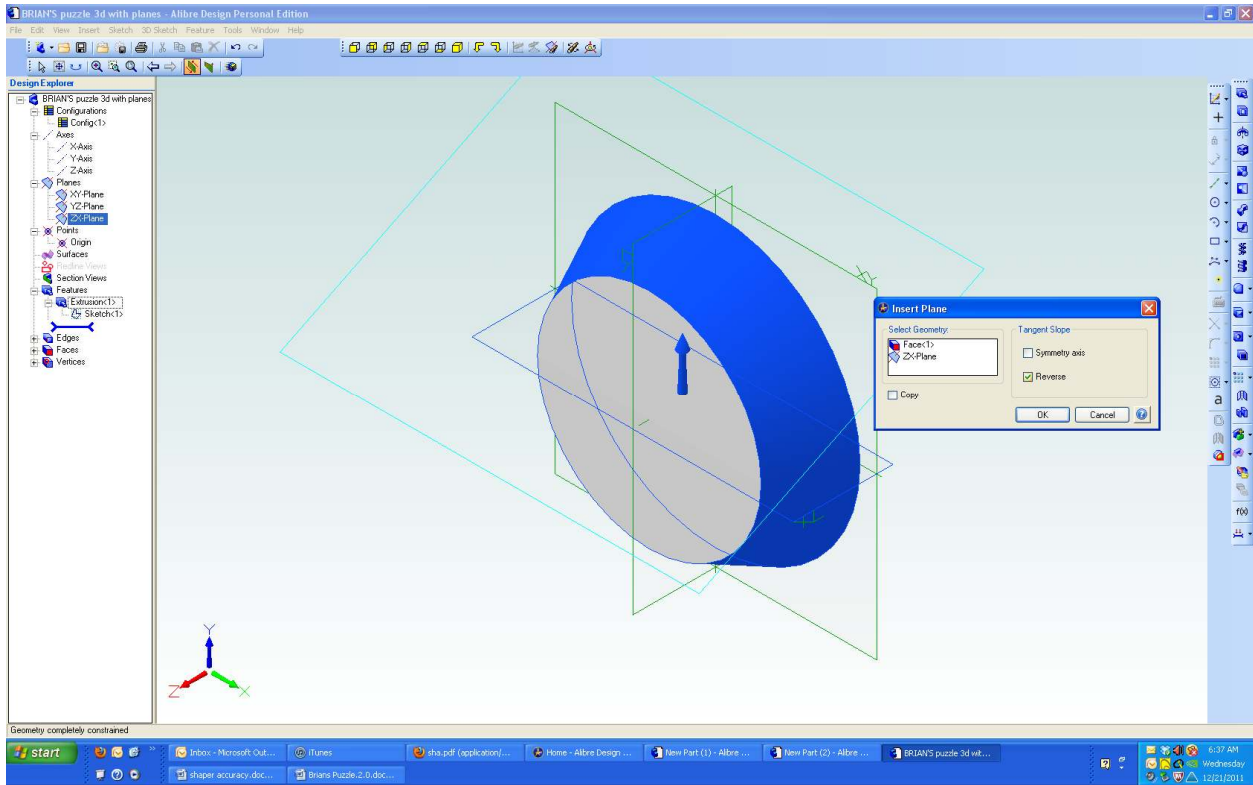 BRIAN'S puzzle 3d with planes - Alibre Design Personal Edition
File Edit View Insert Sketch 3D Sketch Feature Tools Window Help
Design Explorer
BRIAN'S puzzle 3d with planes
Configurations
Config<1>
Axes
X-Axis
Y-Axis
Z-Axis
Planes
XY-Plane
YZ-Plane
ZX-Plane
Points
Origin
Surfaces
Redline Views
Section Views
Features
Extrusion<1>
Sketch<1>
Edges
Faces
Vertices
Insert Plane
Select Geometry:
Face<1>
ZX-Plane
Copy
Tangent Slope
Symmetry axis
Reverse
OK Cancel
Y
Z X
a
f(x)
Geometry completely constrained
start
Inbox - Microsoft Out... iTunes sha.pdf (application/... Home - Alibre Design ... New Part (1) - Alibre ... New Part (2) - Alibre ... BRIAN'S puzzle 3d wit...
shaper accuracy.doc... Brians Puzzle.2.0.doc...
6:37 AM
Wednesday
12/21/2011